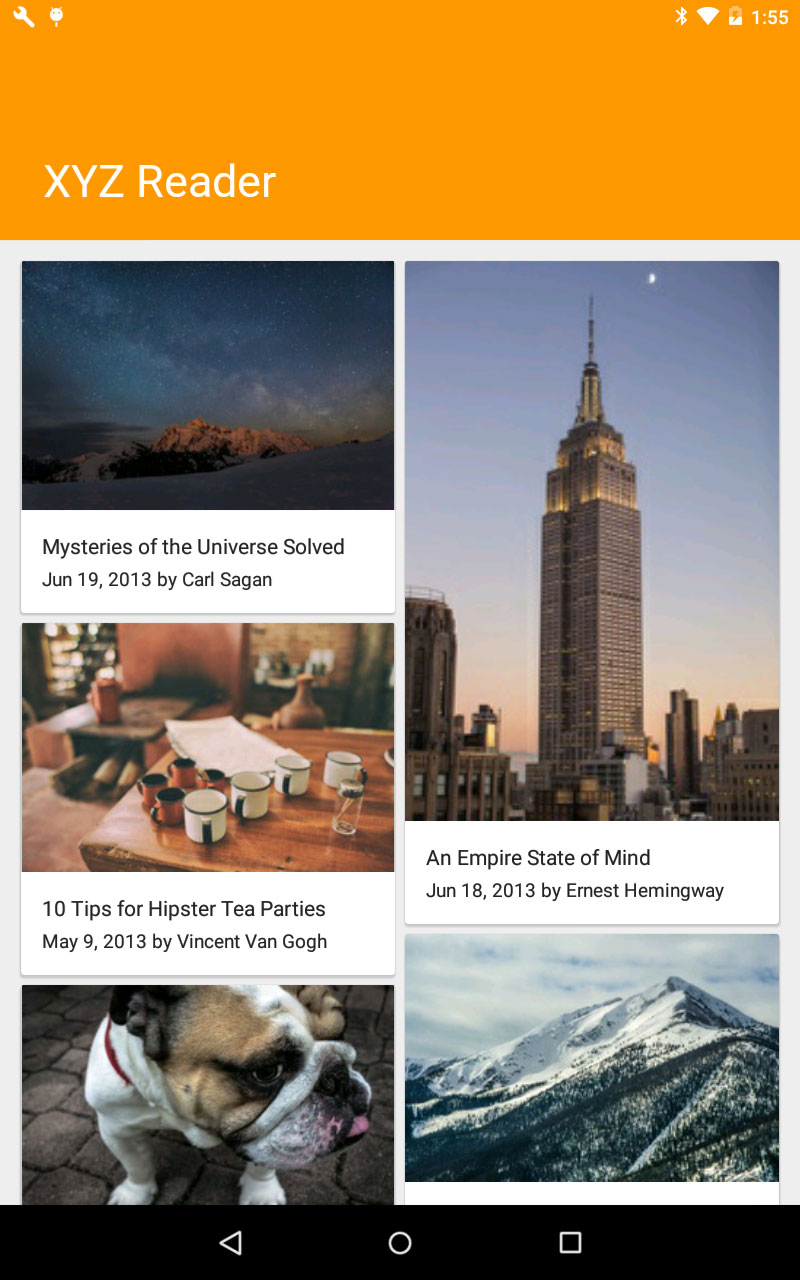 1:55
XYZ Reader
Mysteries of the Universe Solved
Jun 19, 2013 by Carl Sagan
10 Tips for Hipster Tea Parties
May 9, 2013 by Vincent Van Gogh
An Empire State of Mind
Jun 18, 2013 by Ernest Hemingway